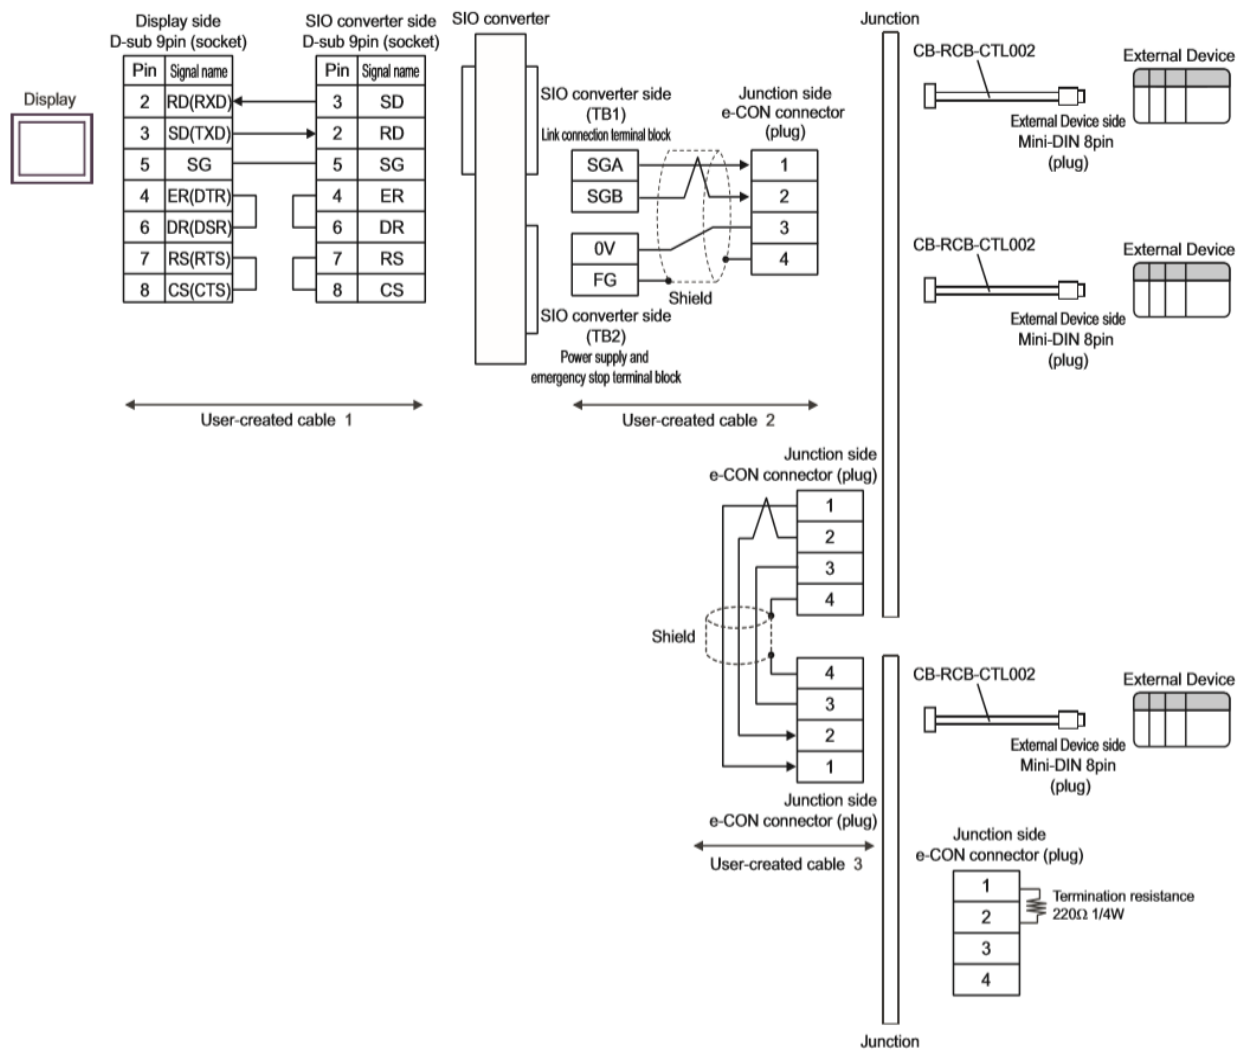 Display
Display side
D-sub 9pin (socket)
Pin Signal name
2 RD(RXD)
3 SD(TXD)
5 SG
4 ER(DTR)
6 DR(DSR)
7 RS(RTS)
8 CS(CTS)
SIO converter side
D-sub 9pin (socket)
Pin Signal name
3 SD
2 RD
5 SG
4 ER
6 DR
7 RS
8 CS
User-created cable 1
SIO converter
SIO converter side
(TB1)
Link connection terminal block
SGA
SGB
0V
FG
Shield
SIO converter side
(TB2)
Power supply and
emergency stop terminal block
Junction side
e-CON connector
(plug)
1
2
3
4
User-created cable 2
Junction
CB-RCB-CTL002
External Device
External Device side
Mini-DIN 8pin
(plug)
CB-RCB-CTL002
External Device
External Device side
Mini-DIN 8pin
(plug)
Junction side
e-CON connector (plug)
1
2
3
4
Shield
4
3
2
1
Junction side
e-CON connector (plug)
User-created cable 3
CB-RCB-CTL002
External Device
External Device side
Mini-DIN 8pin
(plug)
Junction side
e-CON connector (plug)
1
2
3
4
Termination resistance
220Ω 1/4W
Junction